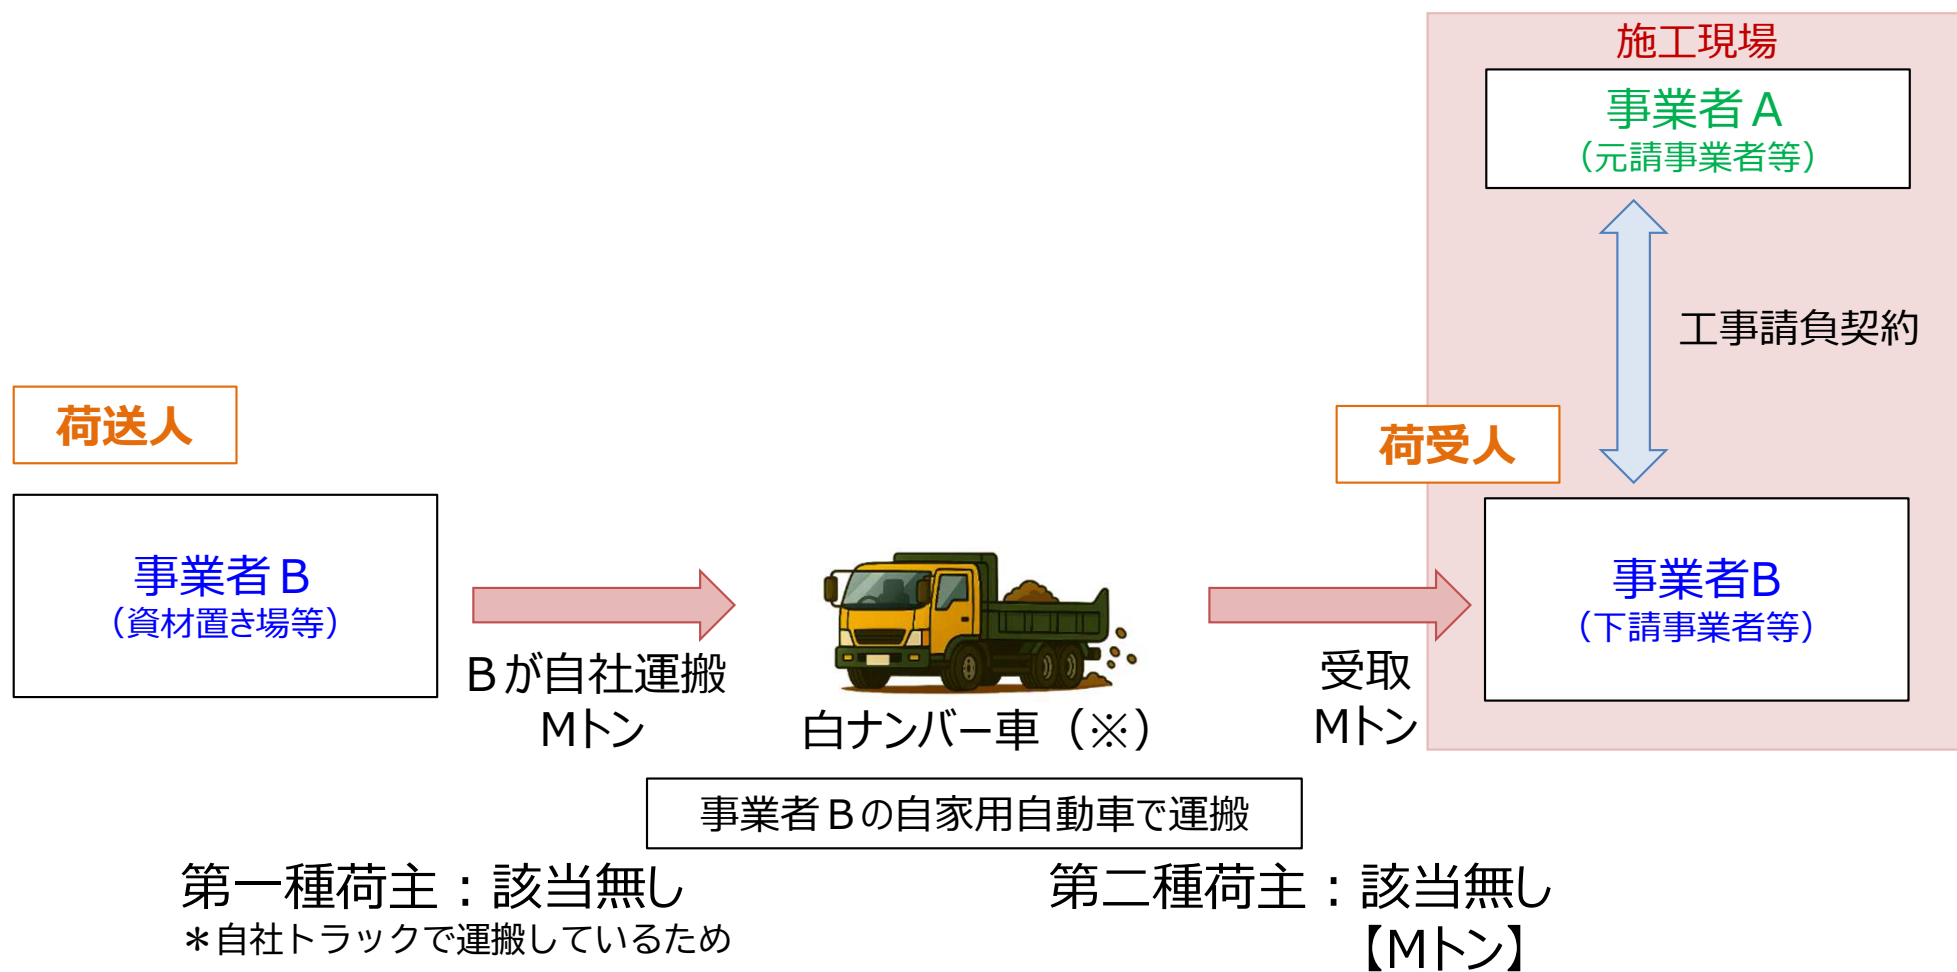 施工現場
事業者A
（元請事業者等）
工事請負契約
荷送人
荷受人
事業者B
（資材置き場等）
事業者B
（下請事業者等）
Bが自社運搬
Mトン
白ナンバー車（※）
受取
Mトン
事業者Bの自家用自動車で運搬
第一種荷主：該当無し
＊自社トラックで運搬しているため
第二種荷主：該当無し
【Mトン】